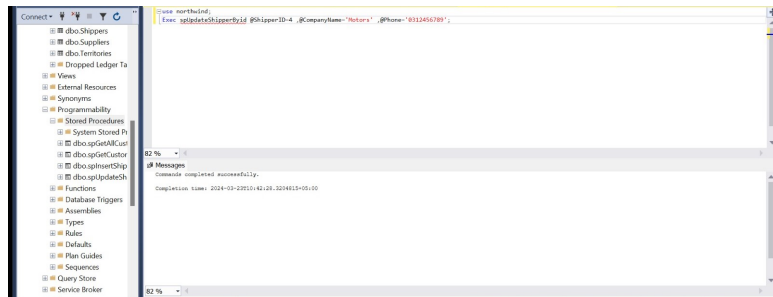 Connect
dbo.Shippers
dbo.Suppliers
dbo.Territories
Dropped Ledger Ta
Views
External Resources
Synonyms
Programmability
Stored Procedures
System Stored Pr
dbo.spGetAllCust
dbo.spGetCustor
dbo.spInsertShip
dbo.spUpdateSh
Functions
Database Triggers
Assemblies
Types
Rules
Defaults
Plan Guides
Sequences
Query Store
Service Broker
use northwind;
Exec spUpdateShipperByid @ShipperID=4 ,@CompanyName='Motors' ,@Phone='0312456789';
82 %
Messages
Commands completed successfully.
Completion time: 2024-03-23T10:42:28.3204815+05:00
82 %